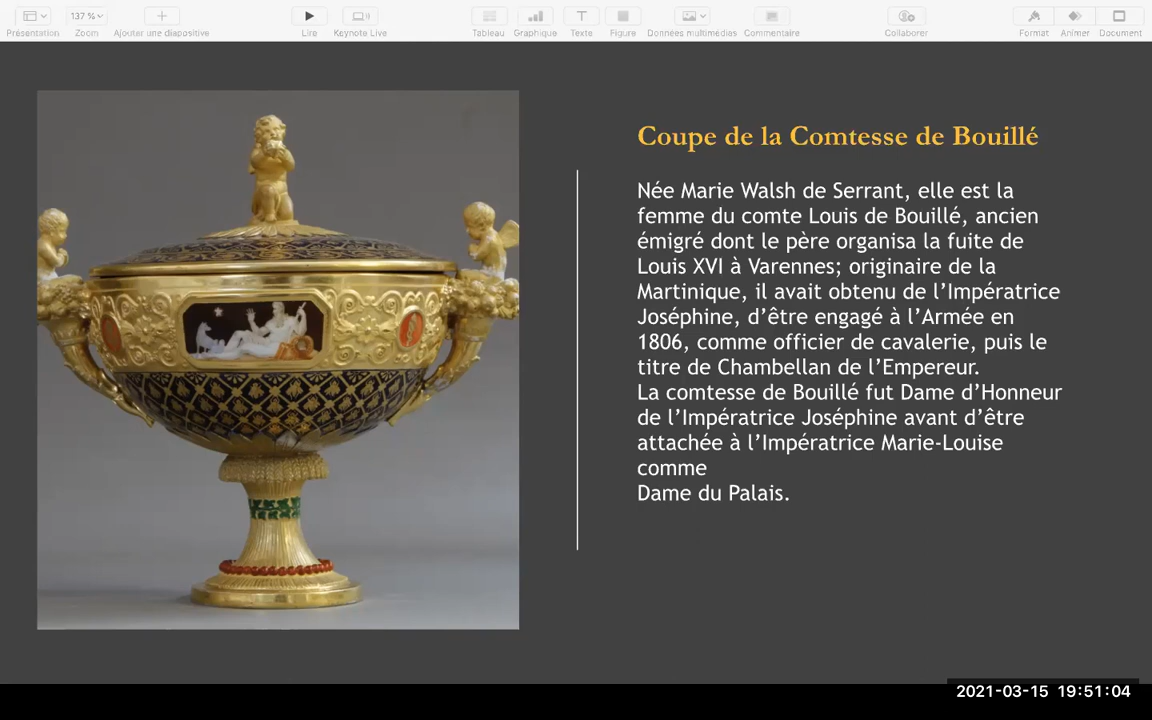 137 %
Présentation
Zoom
Ajouter une diapositive
Lire
Keynote Live
Tableau
Graphique
Texte
Figure
Données multimédias
Commentaire
Collaborer
Format
Animer
Document
Coupe de la Comtesse de Bouillé
Née Marie Walsh de Serrant, elle est la
femme du comte Louis de Bouillé, ancien
émigré dont le père organisa la fuite de
Louis XVI à Varennes; originaire de la
Martinique, il avait obtenu de l’Impératrice
Joséphine, d’être engagé à l’Armée en
1806, comme officier de cavalerie, puis le
titre de Chambellan de l’Empereur.
La comtesse de Bouillé fut Dame d’Honneur
de l’Impératrice Joséphine avant d’être
attachée à l’Impératrice Marie-Louise
comme
Dame du Palais.
2021-03-15 19:51:04